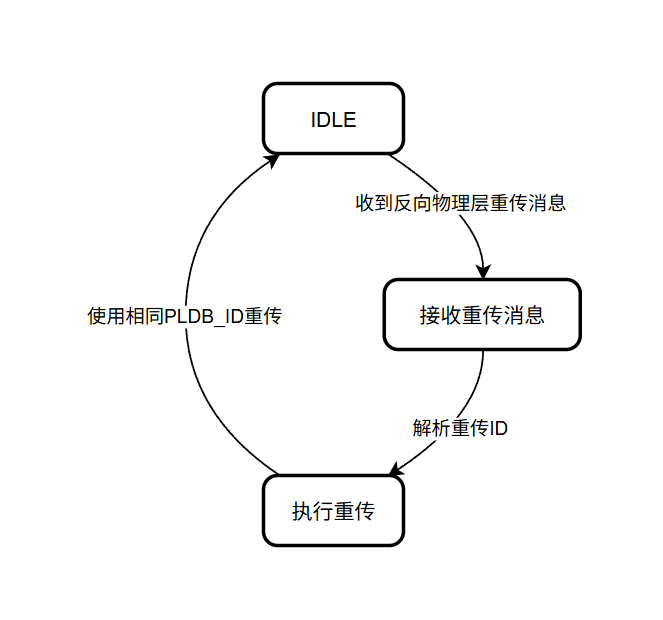 IDLE
收到反向物理层重传消息
接收重传消息
使用相同PLDB_ID重传
解析重传ID
执行重传